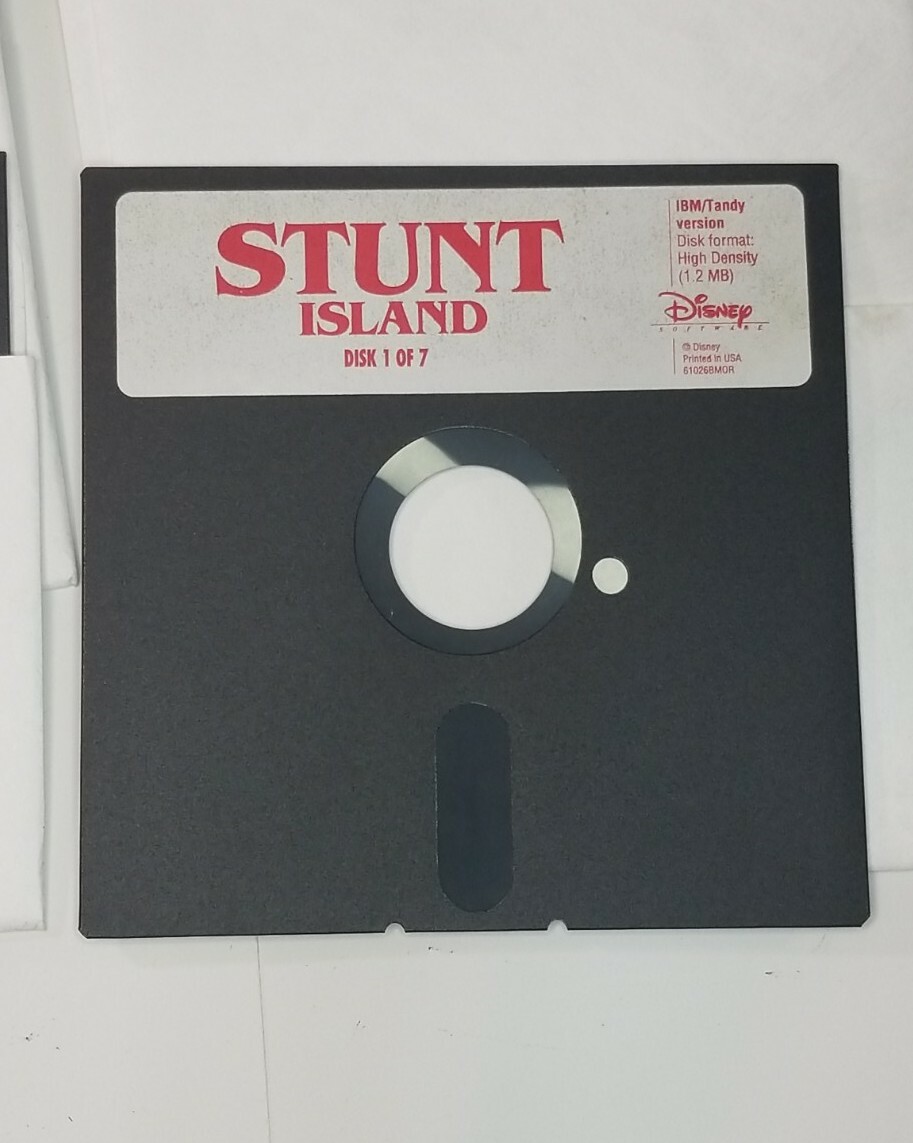 STUNT
ISLAND
DISK 1 OF 7
IBM/Tandy
version
Disk format:
High Density
(1.2 MB)
Disney
SOFTWARE
© Disney
Printed in USA
61026BMQR